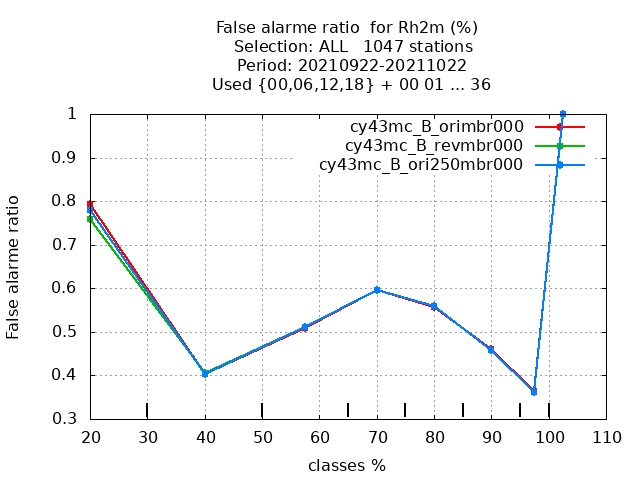 False alarme ratio  for Rh2m (%)
Selection: ALL   1047 stations
Period: 20210922-20211022
Used {00,06,12,18} + 00 01 ... 36
cy43mc_B_orimbr000
cy43mc_B_revmbr000
cy43mc_B_ori250mbr000
False alarme ratio
1
0.9
0.8
0.7
0.6
0.5
0.4
0.3
20 30 40 50 60 70 80 90 100 110
classes %